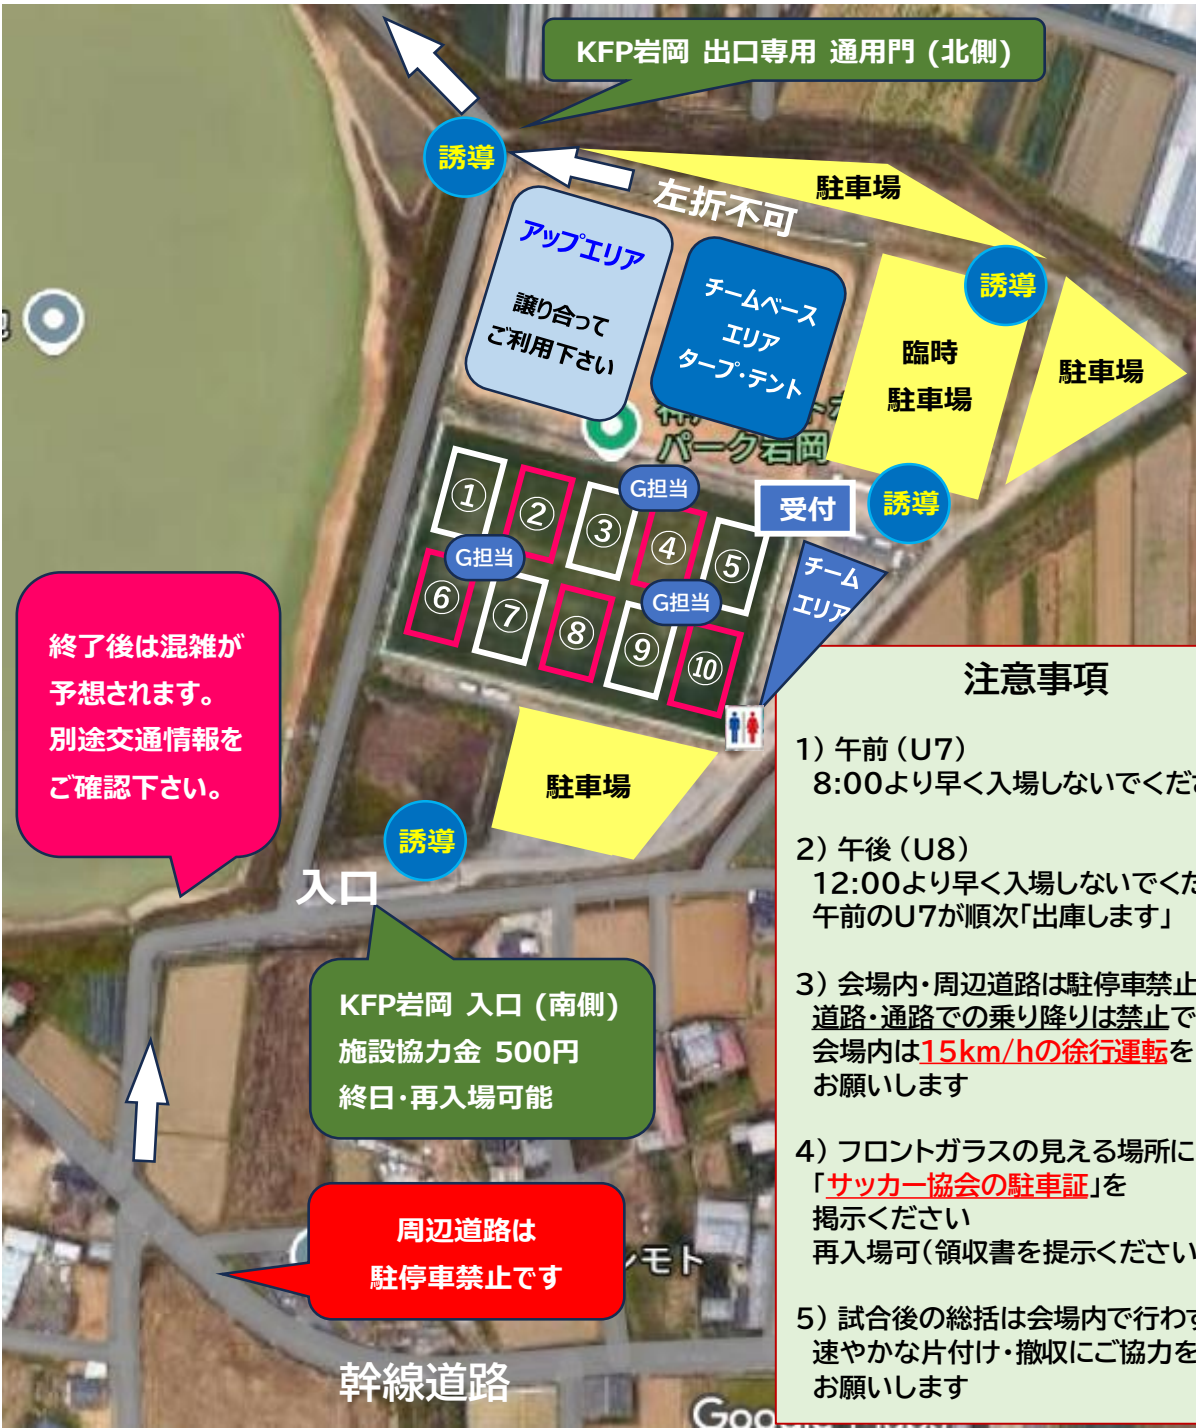 KFP岩岡 出口専用 通用門 (北側)
誘導
左折不可
駐車場
アップエリア
譲り合って
ご利用下さい
チームベース
エリア
タープ・テント
誘導
臨時
駐車場
駐車場
パーク岩岡
① ② ③ ④ ⑤
G担当
受付
誘導
G担当
⑥ ⑦ ⑧ ⑨ ⑩
G担当
チーム
エリア
終了後は混雑が
予想されます。
別途交通情報を
ご確認下さい。
駐車場
誘導
入口
KFP岩岡 入口 (南側)
施設協力金 500円
終日・再入場可能
周辺道路は
駐停車禁止です
モト
幹線道路
注意事項
1) 午前 (U7)
8:00より早く入場しないでくだ
2) 午後 (U8)
12:00より早く入場しないでくだ
午前のU7が順次「出庫します」
3) 会場内・周辺道路は駐停車禁止
道路・通路での乗り降りは禁止で
会場内は15km/hの徐行運転を
お願いします
4) フロントガラスの見える場所に
「サッカー協会の駐車証」を
掲示ください
再入場可(領収書を提示ください
5) 試合後の総括は会場内で行わず
速やかな片付け・撤収にご協力を
お願いします